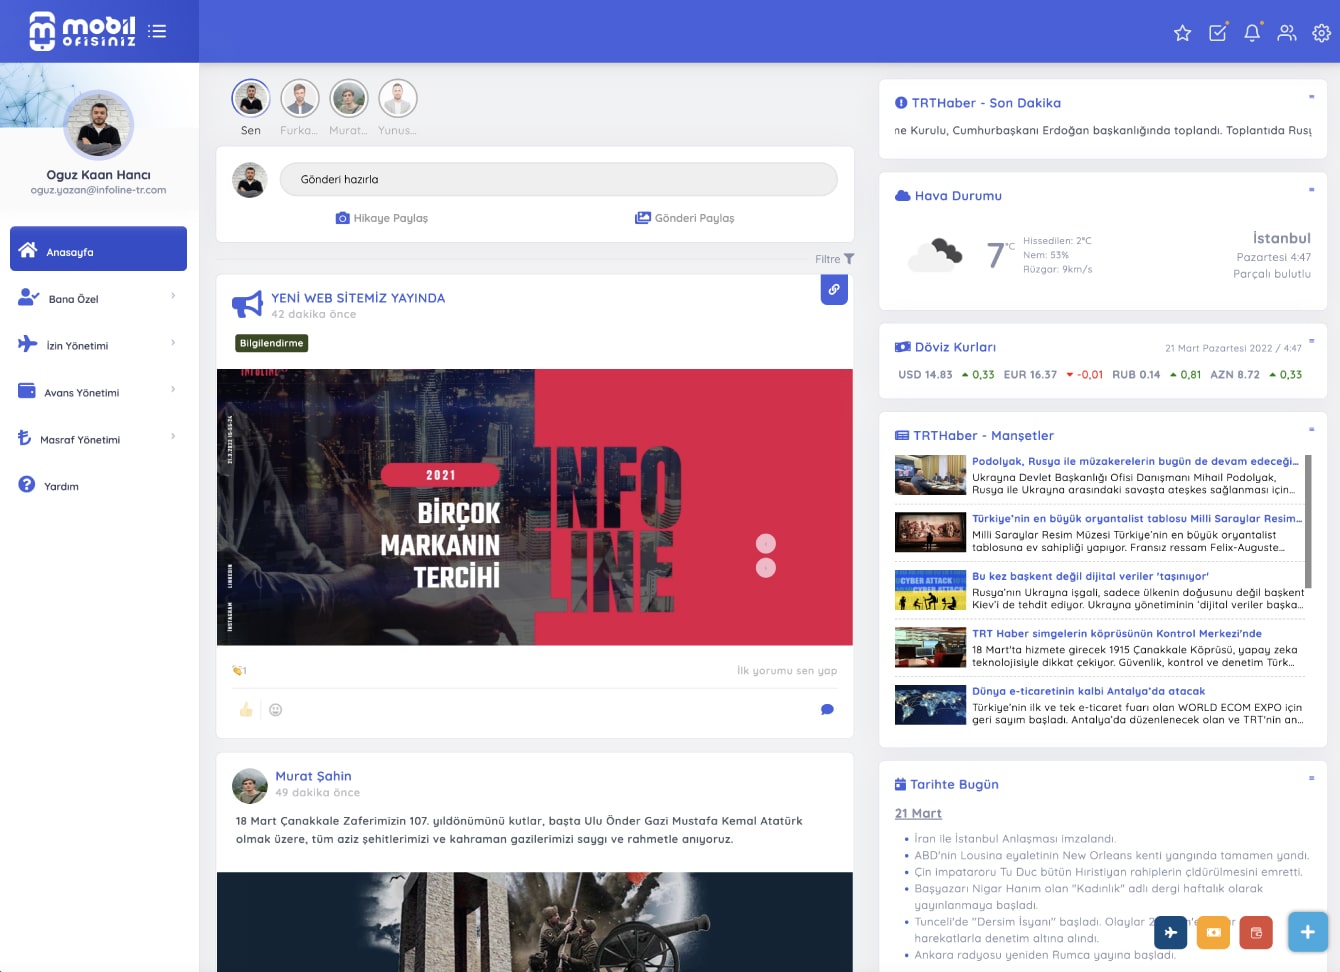 mobil
OFİSİNİZ
Oguz Kaan Hancı
oguz.yazan@infoline-tr.com
Anasayfa
Bana Özel
İzin Yönetimi
Avans Yönetimi
Masraf Yönetimi
Yardım
Sen
Furka...
Murat...
Yunus...
Gönderi hazırla
Hikaye Paylaş
Gönderi Paylaş
Filtre
YENİ WEB SİTEMİZ YAYINDA
42 dakika önce
Bilgilendirme
2021
BİRÇOK
MARKANIN
TERCİHİ
INFO
LINE
LINKEDIN
INSTAGRAM
1
İlk yorumu sen yap
Murat Şahin
49 dakika önce
18 Mart Çanakkale Zaferimizin 107. yıldönümünü kutlar, başta Ulu Önder Gazi Mustafa Kemal Atatürk
olmak üzere, tüm aziz şehitlerimizi ve kahraman gazilerimizi saygı ve rahmetle anıyoruz.
TRTHaber - Son Dakika
ne Kurulu, Cumhurbaşkanı Erdoğan başkanlığında toplandı. Toplantıda Rusy
Hava Durumu
7°C
Hissedilen: 2°C
Nem: 53%
Rüzgar: 9km/s
İstanbul
Pazartesi 4:47
Parçalı bulutlu
Döviz Kurları
21 Mart Pazartesi 2022 / 4:47
USD 14.83 0,33 EUR 16.37 -0,01 RUB 0.14 0,81 AZN 8.72 0,33
TRTHaber - Manşetler
Podolyak, Rusya ile müzakerelerin bugün de devam edeceği...
Ukrayna Devlet Başkanlığı Ofisi Danışmanı Mihail Podolyak,
Rusya ile Ukrayna arasındaki savaşta ateşkes sağlanması için...
Türkiye'nin en büyük oryantalist tablosu Milli Saraylar Resim...
Milli Saraylar Resim Müzesi Türkiye'nin en büyük oryantalist
tablosuna ev sahipliği yapıyor. Fransız ressam Felix-Auguste...
CYBER ATTACK
Bu kez başkent değil dijital veriler 'taşınıyor'
Rusya'nın Ukrayna işgali, sadece ülkenin doğusunu değil başkent
Kiev'i de tehdit ediyor. Ukrayna yönetiminin 'dijital veriler başka...
TRT Haber simgelerin köprüsünün Kontrol Merkezi'nde
18 Mart'ta hizmete girecek 1915 Çanakkale Köprüsü, yapay zeka
teknolojisiyle dikkat çekiyor. Güvenlik, kontrol ve denetim Türk...
Dünya e-ticaretinin kalbi Antalya'da atacak
Türkiye'nin ilk ve tek e-ticaret fuarı olan WORLD ECOM EXPO için
geri sayım başladı. Antalya'da düzenlenecek olan ve TRT'nin an...
Tarihte Bugün
21 Mart
İran ile İstanbul Anlaşması imzalandı.
ABD'nin Lousina eyaletinin New Orleans kenti yangında tamamen yandı.
Çin impataroru Tu Duc bütün Hıristiyan rahiplerin çldürülmesini emretti.
Başyazarı Nigar Hanım olan "Kadınlık" adlı dergi haftalık olarak
yayınlanmaya başladı.
Tunceli'de "Dersim İsyanı" başladı. Olaylar
harekatlarla denetim altına alındı.
Ankara radyosu yeniden Rumca yayına başladı.